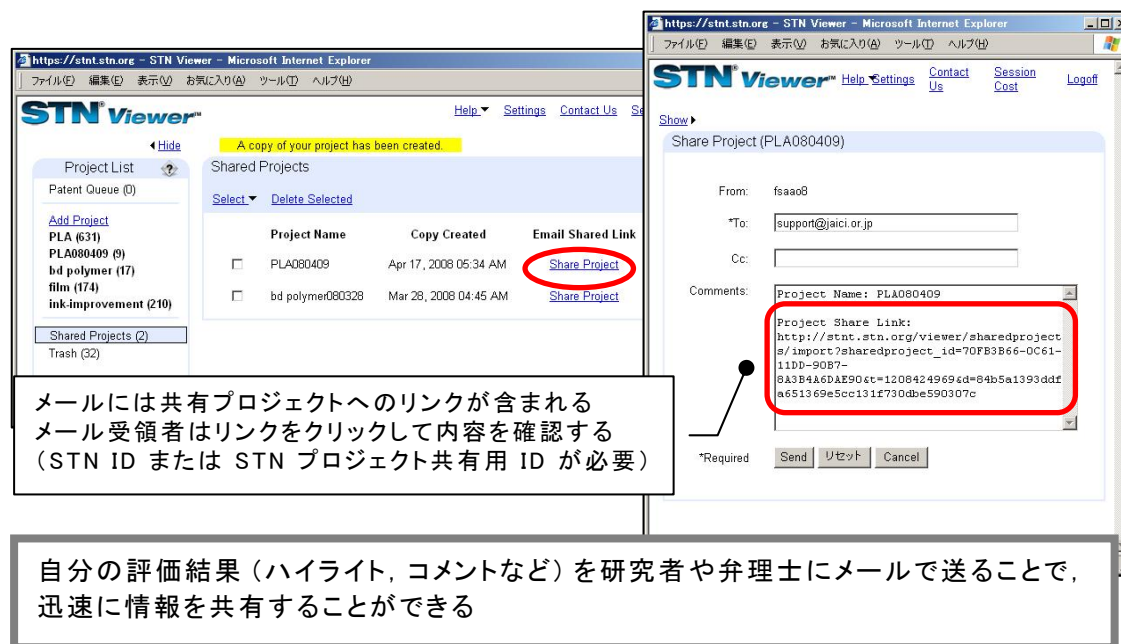 https://stnt.stn.org - STN Viewer - Microsoft Internet Explorer
ファイル(F) 編集(E) 表示(V) お気に入り(A) ツール(T) ヘルプ(H)
STN® Viewer™
Help Settings Contact Us
Hide
A copy of your project has been created.
Project List
Patent Queue (0)
Add Project
PLA (631)
PLA080409 (9)
bd polymer (17)
film (174)
ink-improvement (210)
Shared Projects (2)
Trash (32)
Shared Projects
Select Delete Selected
Project Name Copy Created Email Shared Link
PLA080409 Apr 17, 2008 05:34 AM Share Project
bd polymer080328 Mar 28, 2008 04:45 AM Share Project
https://stnt.stn.org - STN Viewer - Microsoft Internet Explorer
ファイル(F) 編集(E) 表示(V) お気に入り(A) ツール(T) ヘルプ(H)
STN® Viewer™ Help Settings Contact Us Session Cost Logoff
Show
Share Project (PLA080409)
From: fsaao8
*To: support@jaici.or.jp
Cc:
Comments: Project Name: PLA080409
Project Share Link:
http://stnt.stn.org/viewer/sharedproject
s/import?sharedproject_id=70FB3B66-0C61-
11DD-90B7-
8A3B4A6DAE90&t=1208424969&d=84b5a1393ddf
a651369e5cc131f730dbe590307c
*Required Send リセット Cancel
メールには共有プロジェクトへのリンクが含まれる
メール受領者はリンクをクリックして内容を確認する
（STN ID または STN プロジェクト共有用 ID が必要）
自分の評価結果（ハイライト, コメントなど）を研究者や弁理士にメールで送ることで,
迅速に情報を共有することができる